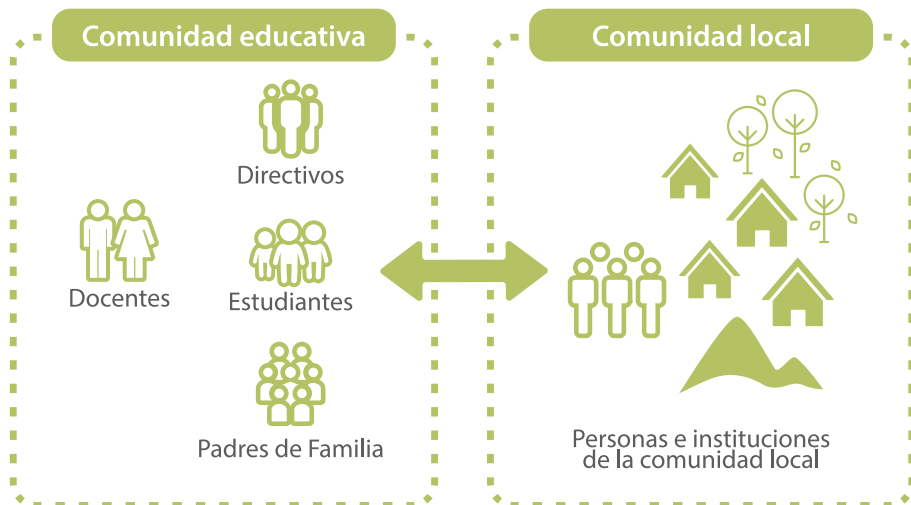 Comunidad educativa
Directivos
Docentes
Estudiantes
Padres de Familia
Comunidad local
Personas e instituciones
de la comunidad local